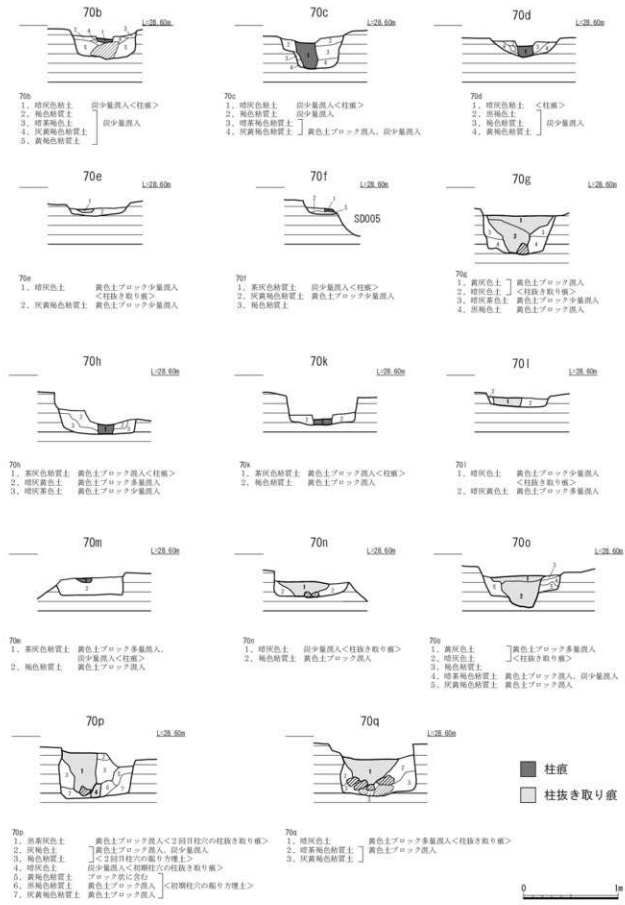 70b
L=28.60m
70b
1、暗灰色粘土 炭少量混入<柱痕>
2、褐色粘質土
3、暗茶褐色土 炭少量混入
4、灰黄褐色粘質土
5、黄褐色粘質土
70c
L=28.60m
70c
1、暗灰色粘土 炭少量混入<柱痕>
2、褐色粘質土 炭少量混入
3、暗茶褐色粘質土
4、灰黄褐色粘質土 黄色土ブロック混入、炭少量混入
70d
L=28.60m
70d
1、暗灰色粘土 <柱痕>
2、黒褐色土
3、褐色粘質土 炭少量混入
4、黄褐色粘質土
70e
L=28.60m
70e
1、暗灰色土 黄色土ブロック少量混入
<柱抜き取り痕>
2、灰黄褐色粘質土 黄色土ブロック少量混入
70f
L=28.60m
SD005
70f
1、茶灰色粘質土 炭少量混入<柱痕>
2、灰黄褐色粘質土 黄色土ブロック少量混入
3、褐色粘質土
70g
L=28.60m
70g
1、黄灰色土 黄色土ブロック混入
2、暗灰色土 <柱抜き取り痕>
3、暗灰茶色土 黄色土ブロック少量混入
4、黒褐色土 黄色土ブロック混入
70h
L=28.60m
70h
1、茶灰色粘質土 黄色土ブロック混入<柱痕>
2、暗灰黄色土 黄色土ブロック多量混入
3、暗灰茶色土 黄色土ブロック少量混入
70k
L=28.60m
70k
1、茶灰色粘質土 黄色土ブロック混入<柱痕>
2、褐色粘質土 黄色土ブロック混入
70l
L=28.60m
70l
1、暗灰色土 黄色土ブロック少量混入
<柱抜き取り痕>
2、暗灰黄色土 黄色土ブロック多量混入
70m
L=28.60m
70m
1、茶灰色粘質土 黄色土ブロック多量混入、
炭少量混入<柱痕>
2、褐色粘質土 黄色土ブロック混入
70n
L=28.60m
70n
1、暗灰色土 炭少量混入<柱抜き取り痕>
2、褐色粘質土 黄色土ブロック混入
70o
L=28.60m
70o
1、黄灰色土 黄色土ブロック多量混入
2、暗灰色土 <柱抜き取り痕>
3、褐色粘質土
4、暗茶褐色粘質土 黄色土ブロック混入、炭少量混入
5、灰黄褐色粘質土 黄色土ブロック混入
70p
L=28.60m
70p
1、黒茶灰色土 黄色土ブロック混入<2回目柱穴の柱抜き取り痕>
2、灰褐色土 黄色土ブロック混入、炭少量混入
3、褐色粘質土 <2回目柱穴の掘り方埋土>
4、暗灰色土 炭少量混入<初期柱穴の柱抜き取り痕>
5、黄褐色粘質土 ブロック状に含む
6、黒褐色粘質土 黄色土ブロック混入 <初期柱穴の掘り方埋土>
7、灰黄褐色粘質土 黄色土ブロック混入
70q
L=28.60m
70q
1、暗灰色土 黄色土ブロック多量混入<柱抜き取り痕>
2、暗茶褐色粘質土 黄色土ブロック混入
3、灰黄褐色土
柱痕
柱抜き取り痕
0 1m